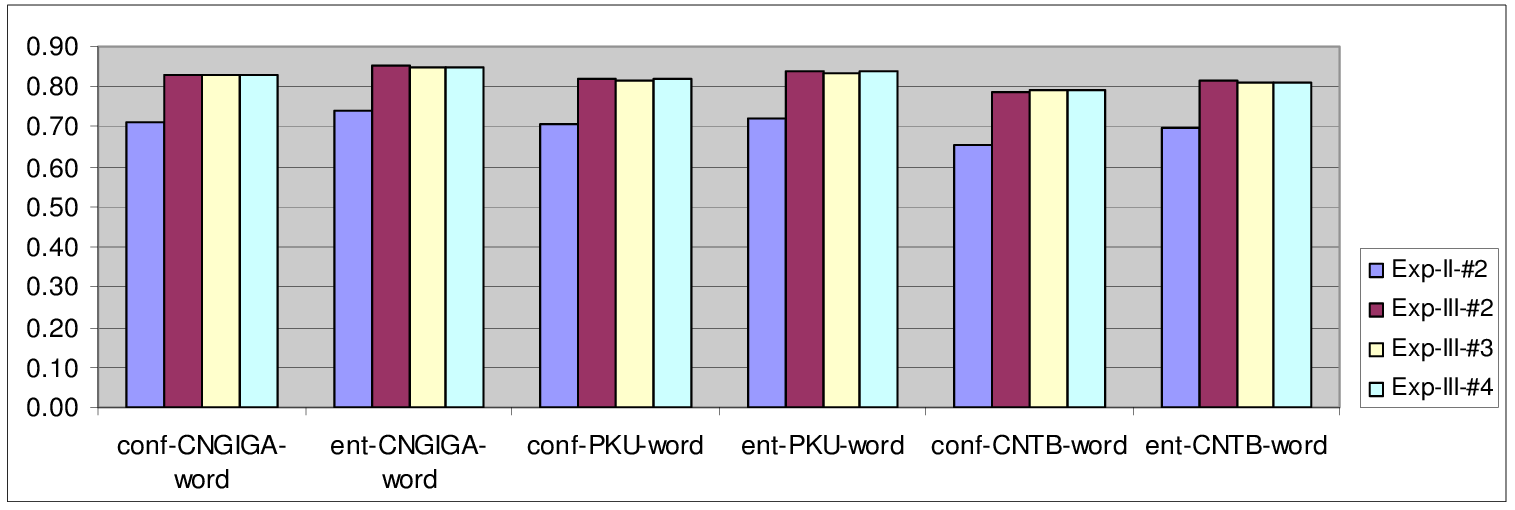 0.90
0.80
0.70
0.60
0.50
0.40
0.30
0.20
0.10
0.00
conf-CNGIGA-
word
ent-CNGIGA-
word
conf-PKU-word
ent-PKU-word
conf-CNTB-word
ent-CNTB-word
Exp-II-#2
Exp-III-#2
Exp-III-#3
Exp-III-#4